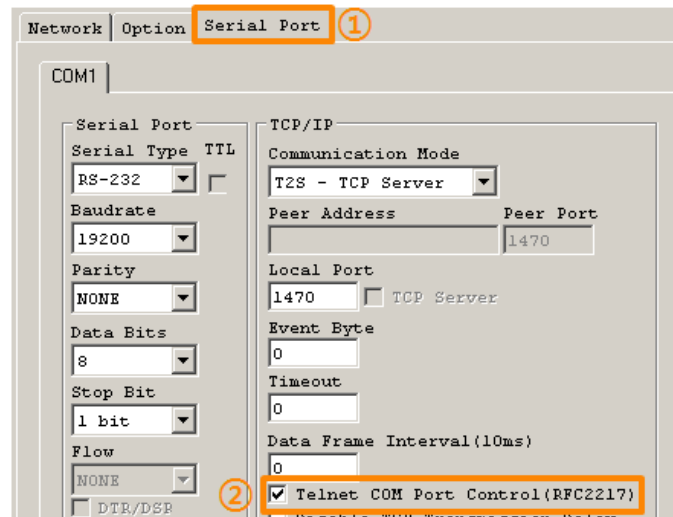 Network Option Serial Port ①
COM1
Serial Port
Serial Type TTL
RS-232
Baudrate
19200
Parity
NONE
Data Bits
8
Stop Bit
1 bit
Flow
NONE
DTR/DSR
TCP/IP
Communication Mode
T2S - TCP Server
Peer Address Peer Port
1470
Local Port
1470 TCP Server
Event Byte
0
Timeout
0
Data Frame Interval(10ms)
0
② Telnet COM Port Control(RFC2217)